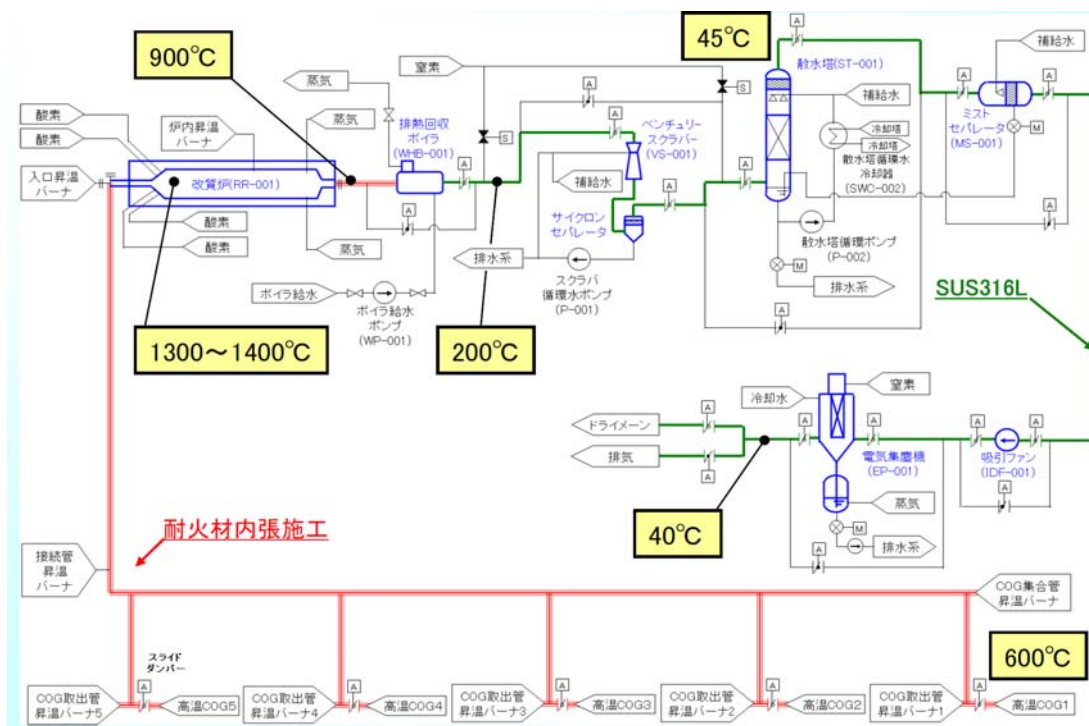 900℃
45℃
A
酸素
酸素
炉内昇温
バーナ
蒸気
蒸気
排熱回収
ボイラ
(WHB-001)
窒素
S
S
A
A
ベンチュリー
スクラバー
(VS-001)
散水塔(ST-001)
補給水
冷却塔
冷却塔
散水塔循環水
冷却器
(SWC-002)
補給水
A
A
ミスト
セパレータ
(MS-001)
M
入口昇温
バーナ
改質炉(RR-001)
A
A
補給水
サイクロン
セパレータ
A
A
A
酸素
酸素
蒸気
排水系
スクラバ
循環水ポンプ
(P-001)
散水塔循環ポンプ
(P-002)
M
排水系
ボイラ給水
ボイラ給水
ポンプ
(WP-001)
A
1300～1400℃
200℃
SUS316L
冷却水
窒素
ドライメーン
排気
A
A
A
A
電気集塵機
(EP-001)
A
A
吸引ファン
(IDF-001)
A
蒸気
M
排水系
A
40℃
耐火材内張施工
接続管
昇温
バーナ
COG集合管
昇温バーナ
600℃
スライド
ダンパー
COG取出管
昇温バーナ5
A
高温COG5
COG取出管
昇温バーナ4
A
高温COG4
COG取出管
昇温バーナ3
A
高温COG3
COG取出管
昇温バーナ2
A
高温COG2
COG取出管
昇温バーナ1
A
高温COG1